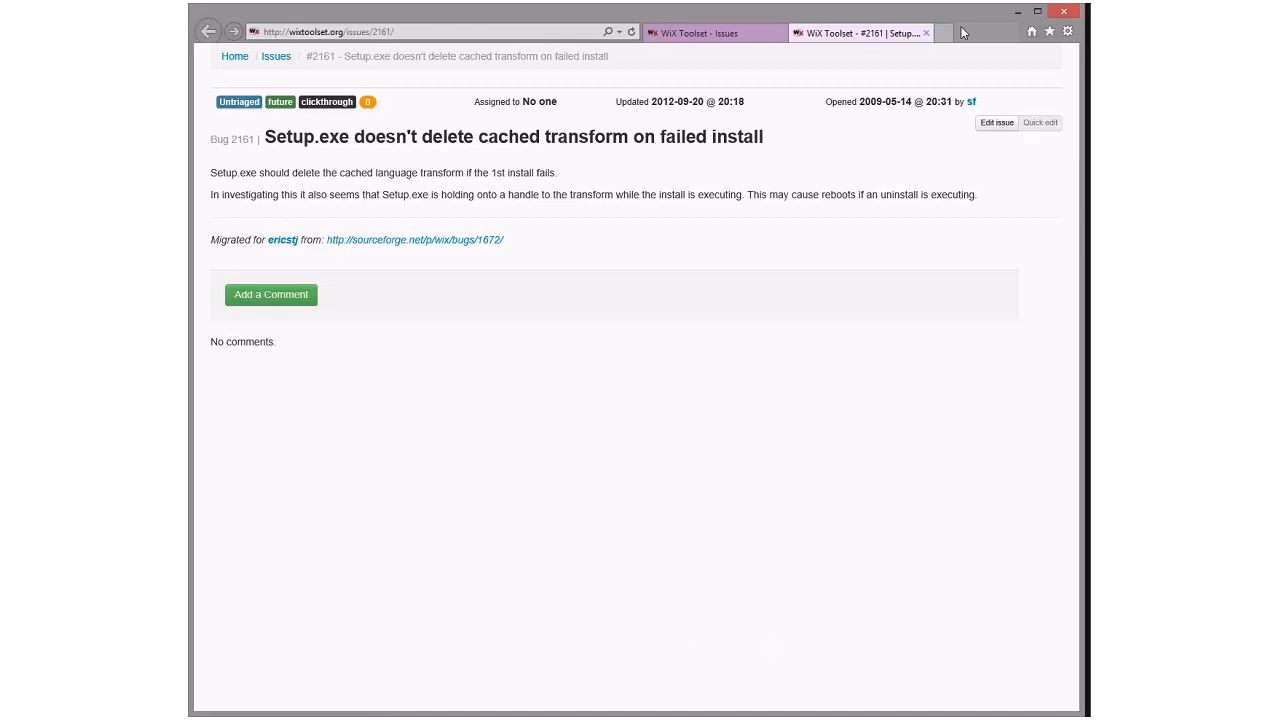 http://wixtoolset.org/issues/2161/
WiX Toolset - Issues
WiX Toolset - #2161 | Setup....
Home / Issues / #2161 - Setup.exe doesn't delete cached transform on failed install
Untriaged future clickthrough 0
Assigned to No one
Updated 2012-09-20 @ 20:18
Opened 2009-05-14 @ 20:31 by sf
Edit issue Quick edit
Bug 2161 | Setup.exe doesn't delete cached transform on failed install
Setup.exe should delete the cached language transform if the 1st install fails.
In investigating this it also seems that Setup.exe is holding onto a handle to the transform while the install is executing. This may cause reboots if an uninstall is executing.
Migrated for ericstj from: http://sourceforge.net/p/wix/bugs/1672/
Add a Comment
No comments.